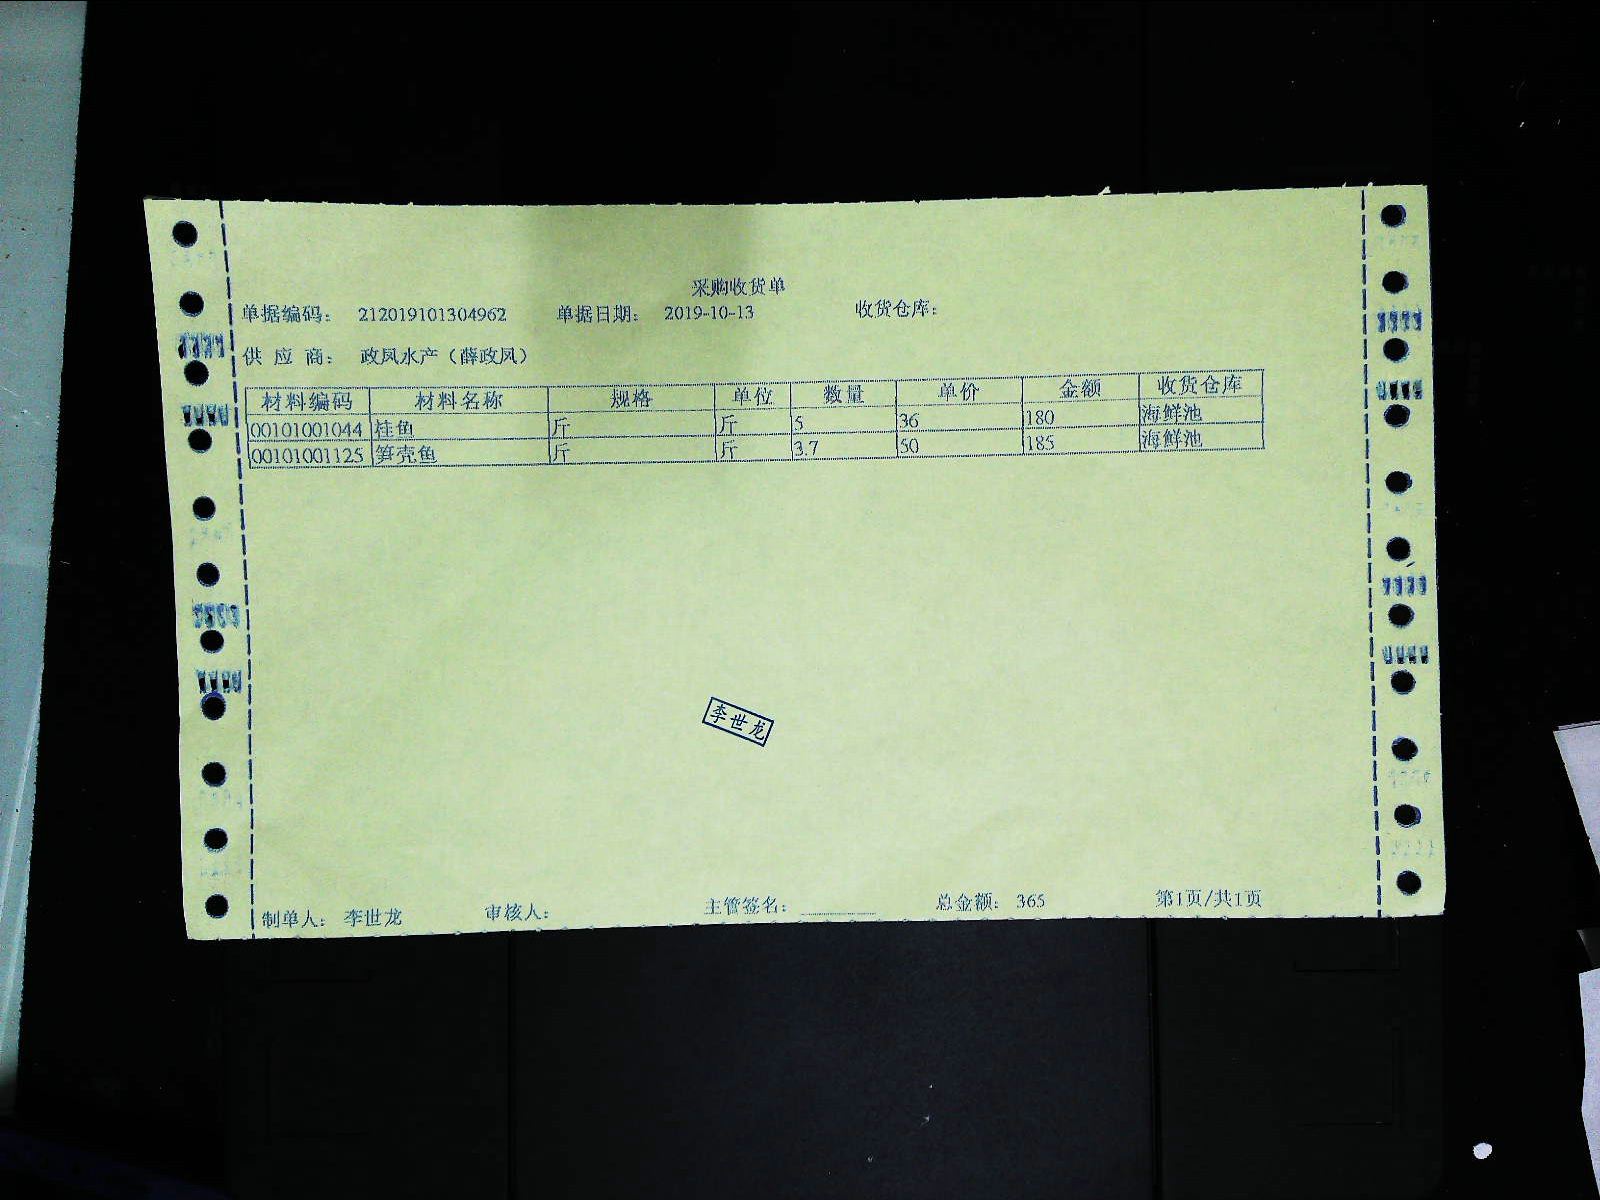 采购收货单
单据编码： 212019101304962 单据日期： 2019-10-13 收货仓库：
供 应 商： 政凤水产（薛政凤）
材料编码 材料名称 规格 单位 数量 单价 金额 收货仓库
00101001044 桂鱼 斤 斤 5 36 180 海鲜池
00101001125 笋壳鱼 斤 斤 3.7 50 185 海鲜池
李世龙
制单人： 李世龙 审核人： 主管签名： 总金额： 365 第1页/共1页